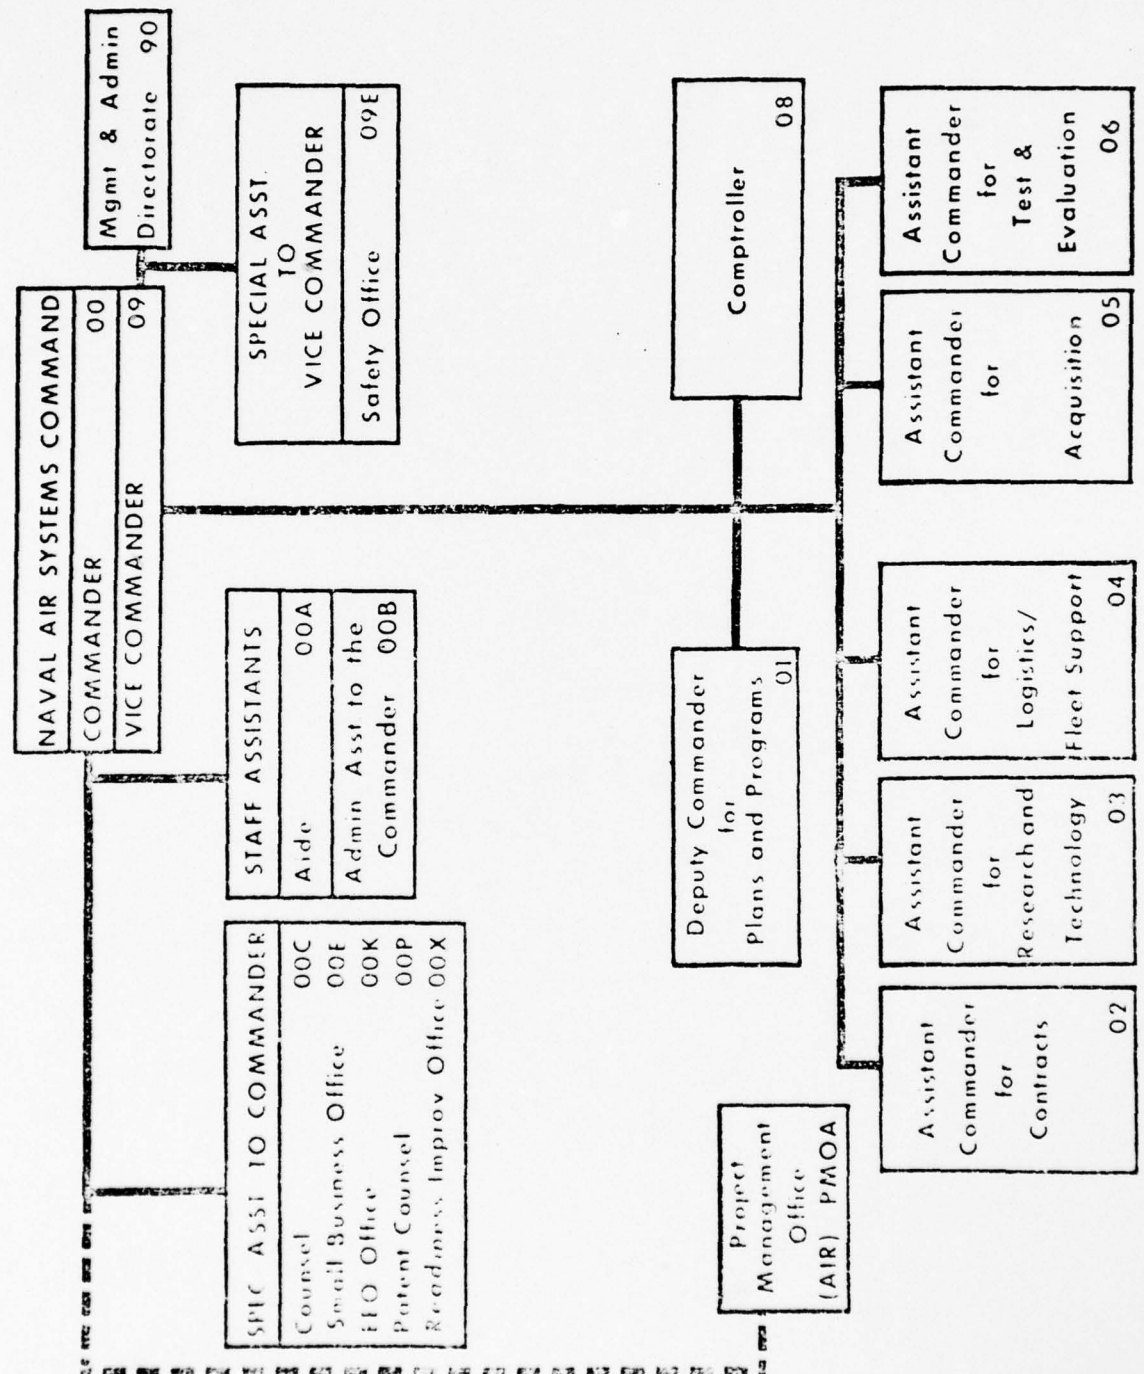 NAVAL AIR SYSTEMS COMMAND
COMMANDER 00
VICE COMMANDER 09
Mgmt & Admin
Directorate 90
SPEC ASST TO COMMANDER
Counsel 00C
Small Business Office 00E
EEO Office 00K
Patent Counsel 00P
Readiness Improv Office 00X
STAFF ASSISTANTS
Aide 00A
Admin Asst to the
Commander 00B
SPECIAL ASST.
TO
VICE COMMANDER
Safety Office 09E
Project
Management
Office
(AIR) PMOA
Deputy Commander
for
Plans and Programs
01
Comptroller
08
Assistant
Commander
for
Contracts
02
Assistant
Commander
for
Research and
Technology
03
Assistant
Commander
for
Logistics/
Fleet Support
04
Assistant
Commander
for
Acquisition
05
Assistant
Commander
for
Test &
Evaluation
06